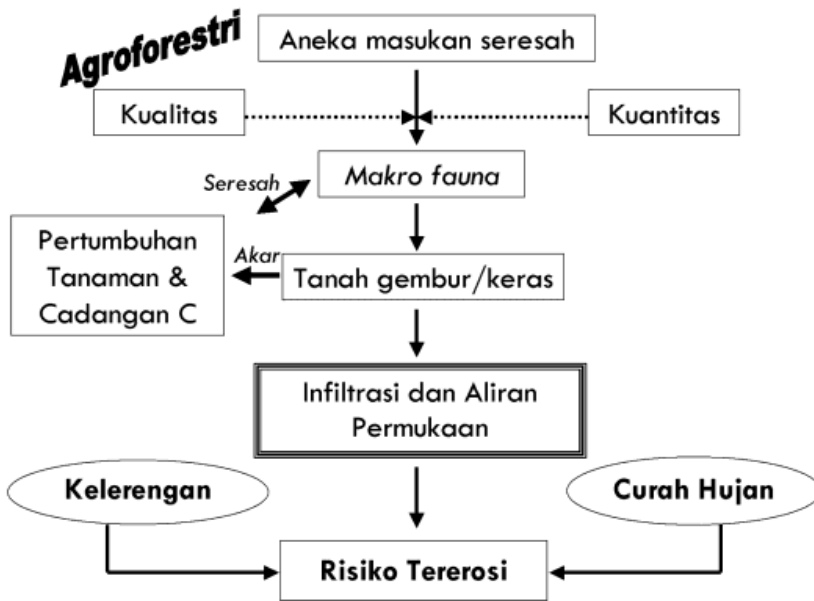 Agroforestri
Aneka masukan seresah
Kualitas
Kuantitas
Makro fauna
Seresah
Pertumbuhan
Tanaman &
Cadangan C
Akar
Tanah gembur/keras
Infiltrasi dan Aliran
Permukaan
Kelerengan
Curah Hujan
Risiko Tererosi